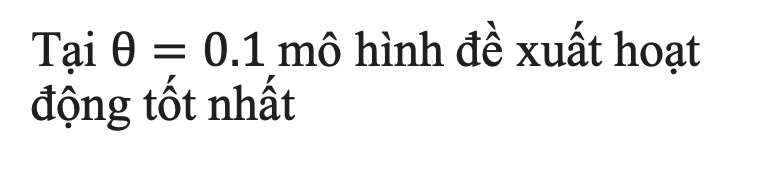 Tại θ = 0.1 mô hình đề xuất hoạt
động tốt nhất